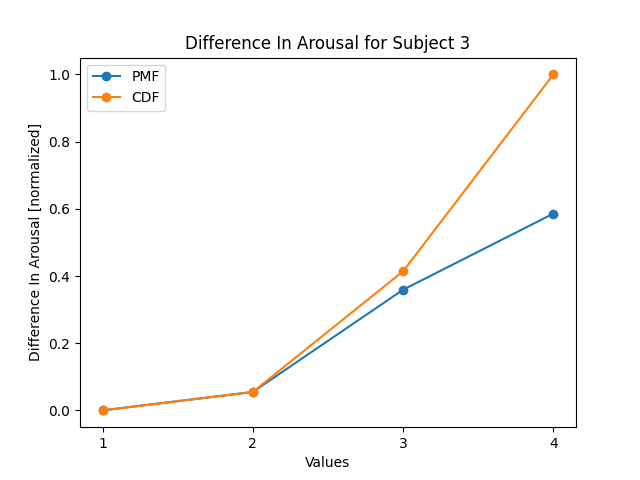 Difference In Arousal for Subject 3
PMF
CDF
1.0
0.8
0.6
0.4
0.2
0.0
Difference In Arousal [normalized]
1 2 3 4
Values